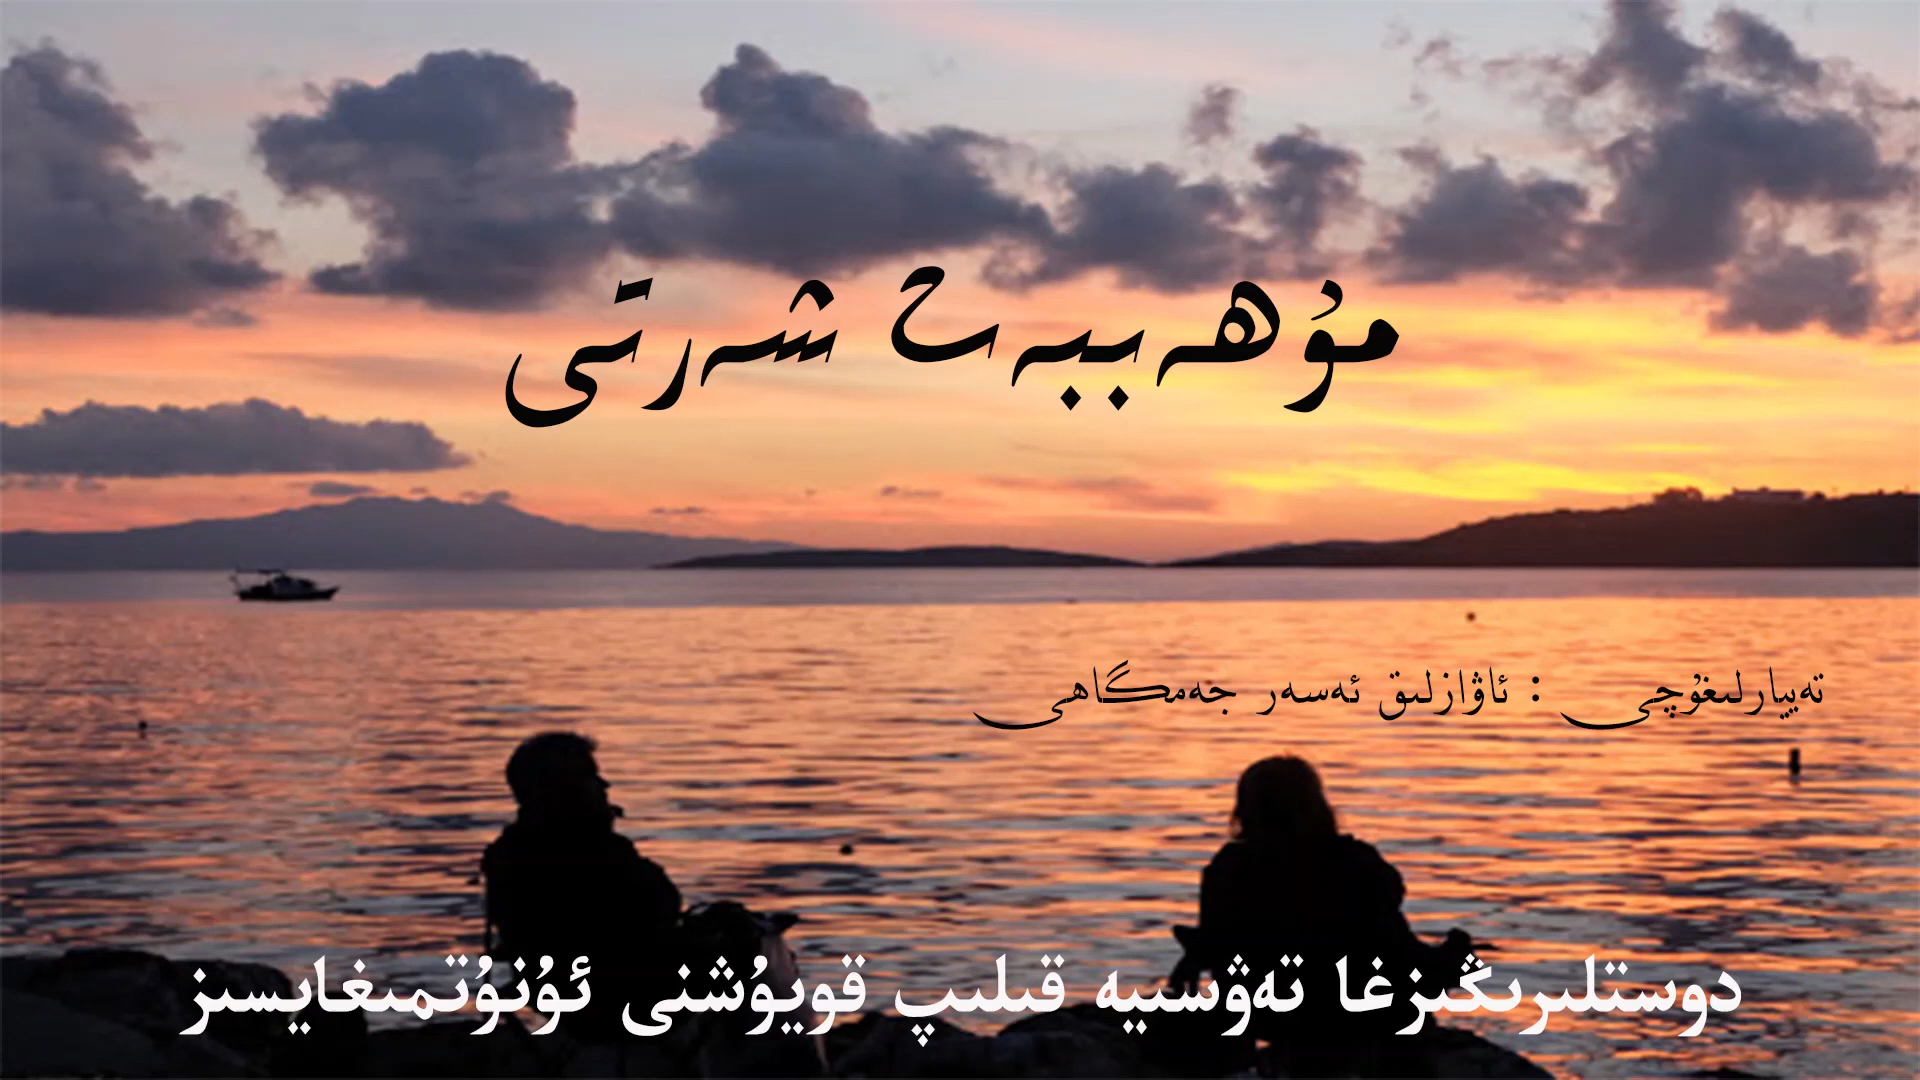 مۇھەببەت شەرتى
تەييارلىغۇچى : ئاۋازلىق ئەسەر جەمگاھى
دوستلىرىڭىزغا تەۋسىيە قىلىپ قويۇشنى ئۇنۇتمىغايسىز